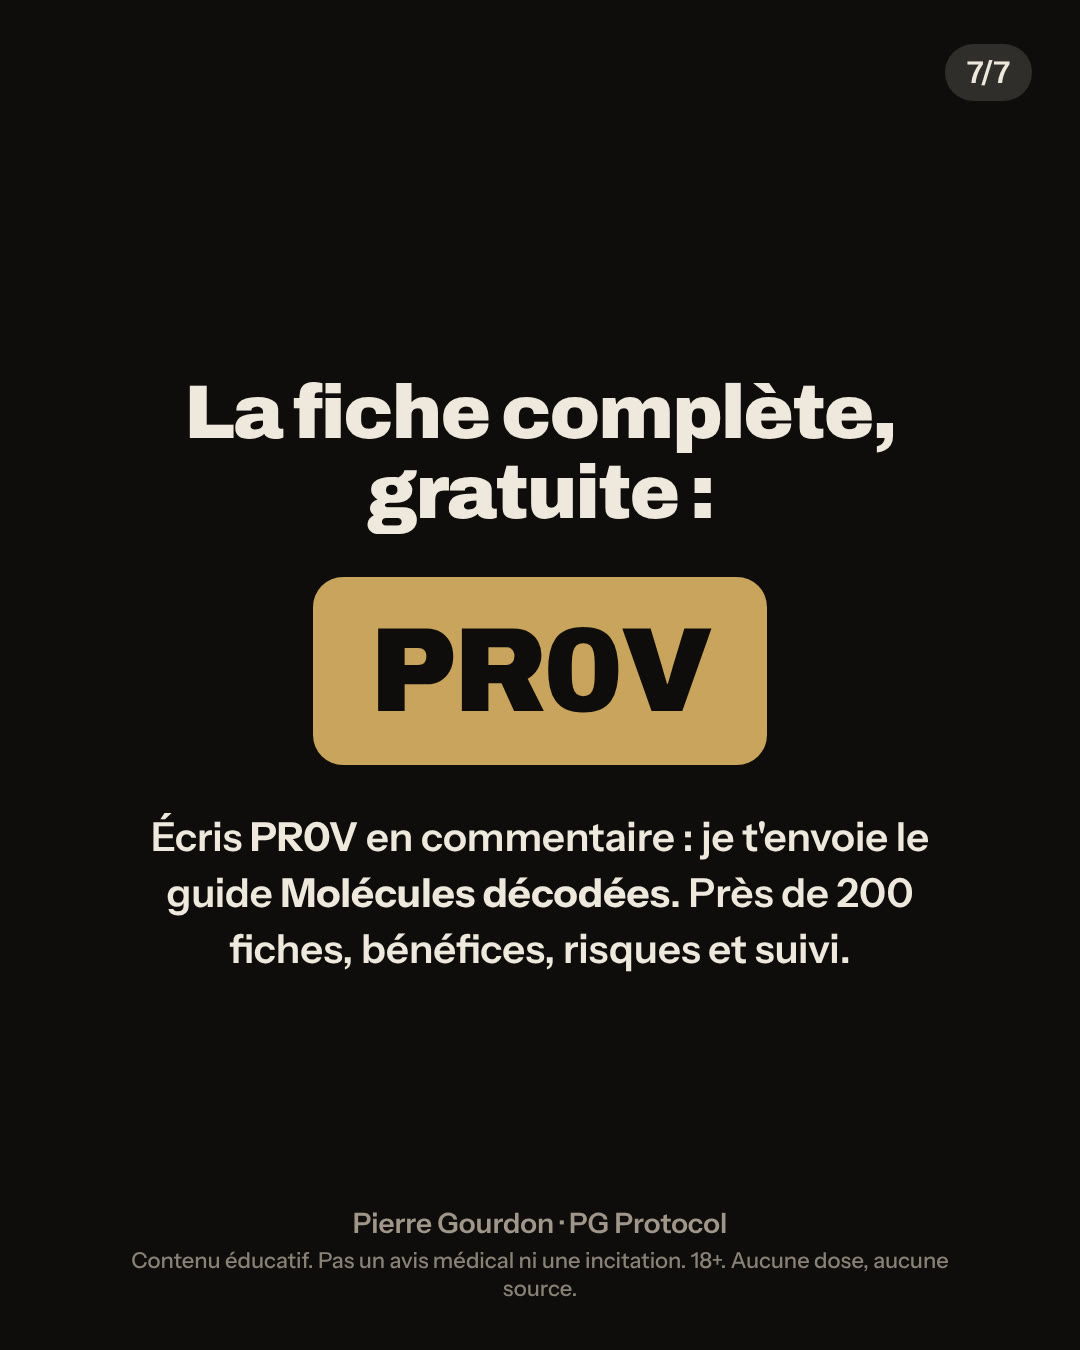 7/7
La fiche complète,
gratuite :
PR0V
Écris PR0V en commentaire : je t'envoie le
guide Molécules décodées. Près de 200
fiches, bénéfices, risques et suivi.
Pierre Gourdon · PG Protocol
Contenu éducatif. Pas un avis médical ni une incitation. 18+. Aucune dose, aucune
source.